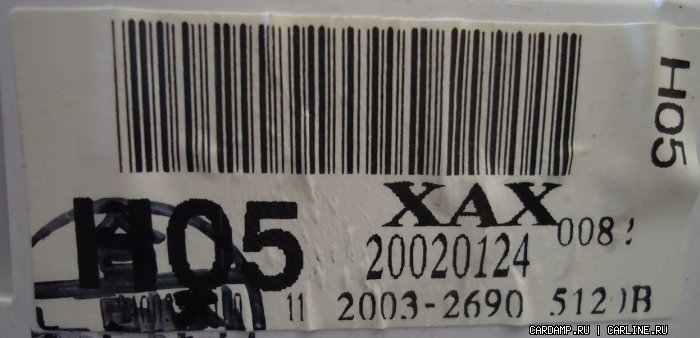 H05
XAX
H05
20020124 008
11 2003-2690
CARDAMP.RU | CARLINE.RU